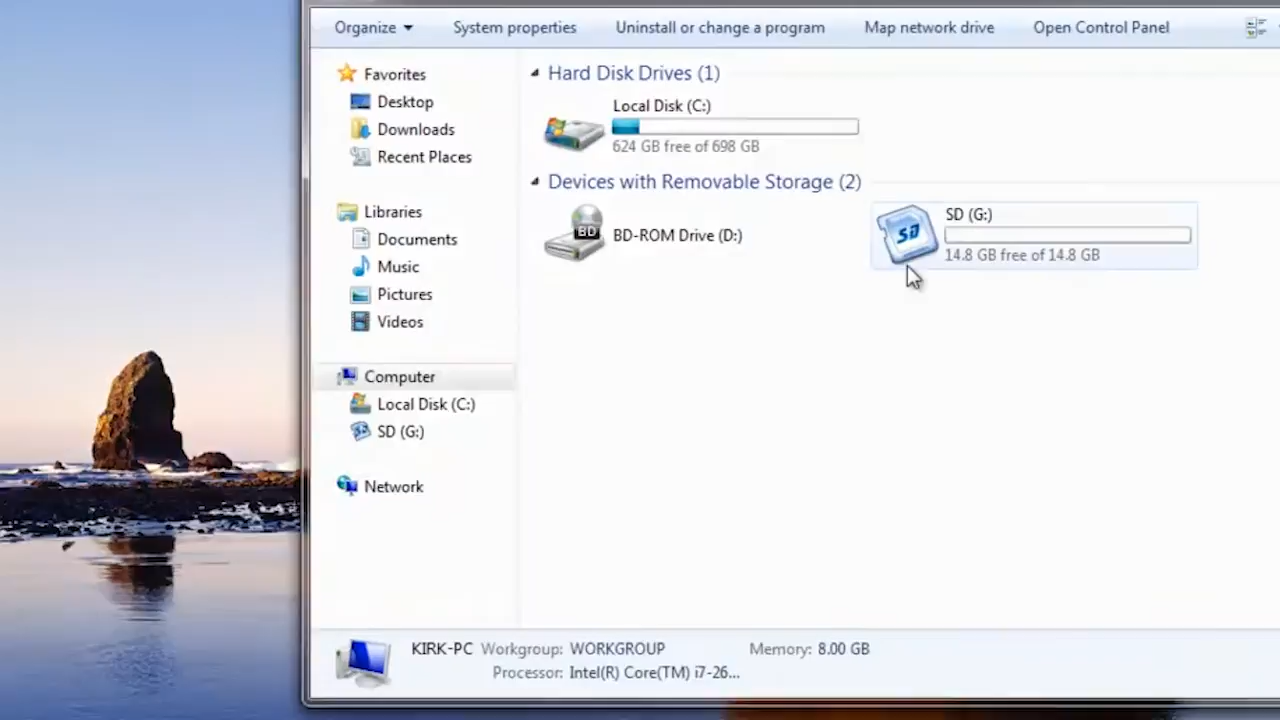 Organize System properties Uninstall or change a program Map network drive Open Control Panel
Favorites
Desktop
Downloads
Recent Places
Libraries
Documents
Music
Pictures
Videos
Computer
Local Disk (C:)
SD (G:)
Network
Hard Disk Drives (1)
Local Disk (C:)
624 GB free of 698 GB
Devices with Removable Storage (2)
BD
BD-ROM Drive (D:)
SD
SD (G:)
14.8 GB free of 14.8 GB
KIRK-PC Workgroup: WORKGROUP Memory: 8.00 GB
Processor: Intel(R) Core(TM) i7-26...